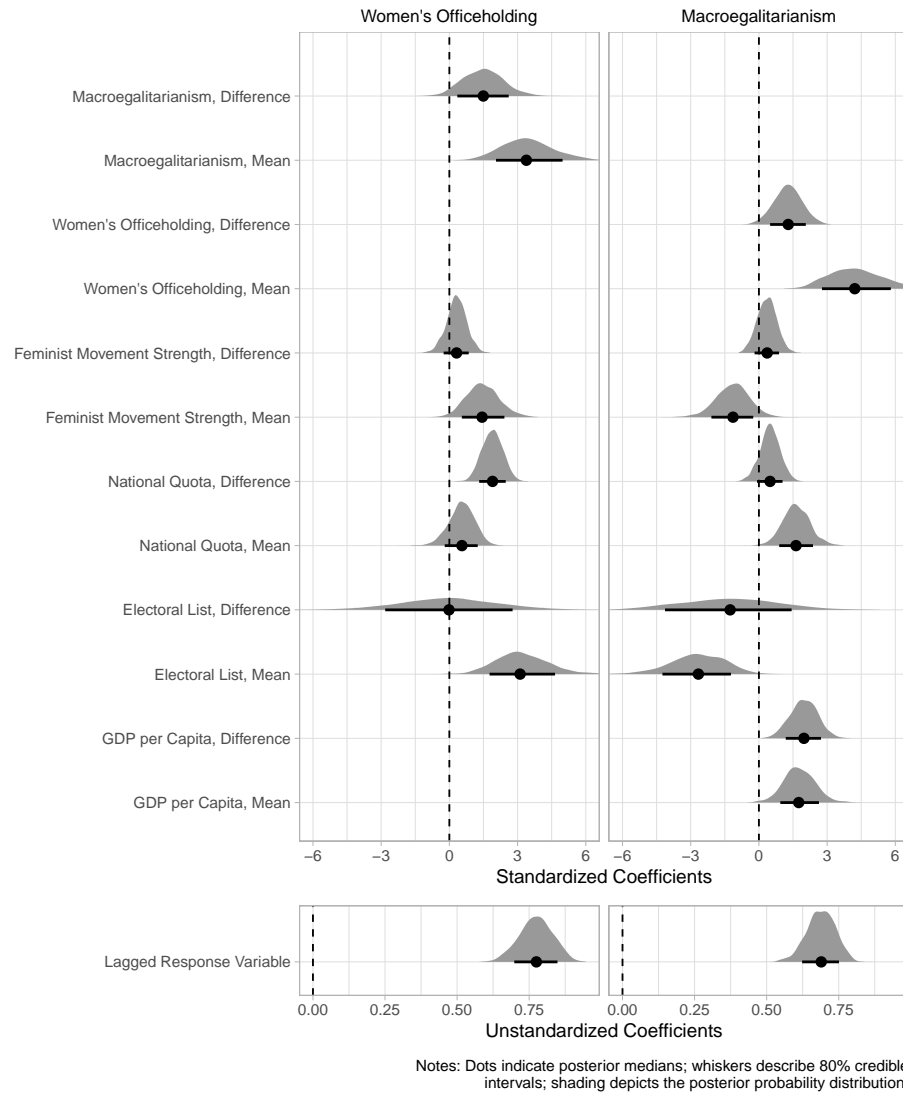 Women's Officeholding
Macroegalitarianism
Macroegalitarianism, Difference
Macroegalitarianism, Mean
Women's Officeholding, Difference
Women's Officeholding, Mean
Feminist Movement Strength, Difference
Feminist Movement Strength, Mean
National Quota, Difference
National Quota, Mean
Electoral List, Difference
Electoral List, Mean
GDP per Capita, Difference
GDP per Capita, Mean
−6 −3 0 3 6 −6 −3 0 3 6
Standardized Coefficients
Lagged Response Variable
0.00 0.25 0.50 0.75 0.00 0.25 0.50 0.75
Unstandardized Coefficients
Notes: Dots indicate posterior medians; whiskers describe 80% credible
intervals; shading depicts the posterior probability distribution